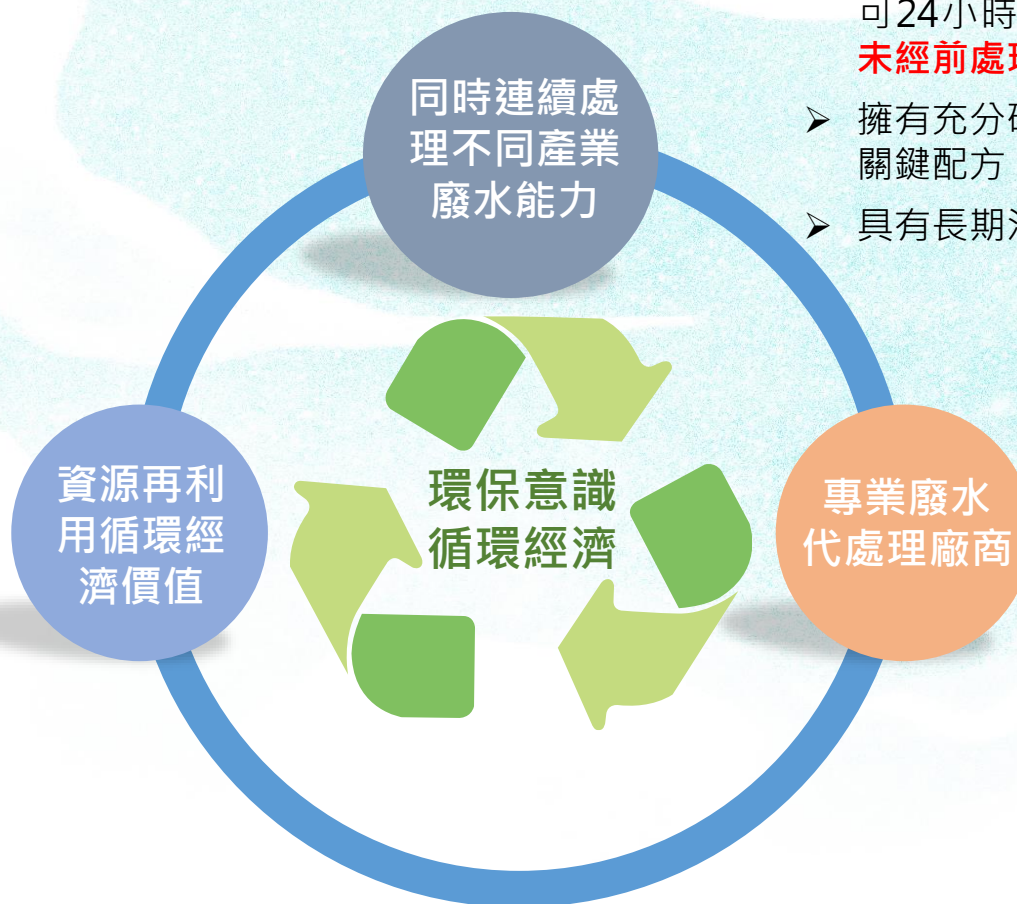 可24小時
未經前處理
➢ 擁有充分
關鍵配方
➢ 具有長期
同時連續處
理不同產業
廢水能力
環保意識
循環經濟
資源再利
用循環經
濟價值
專業廢水
代處理廠商